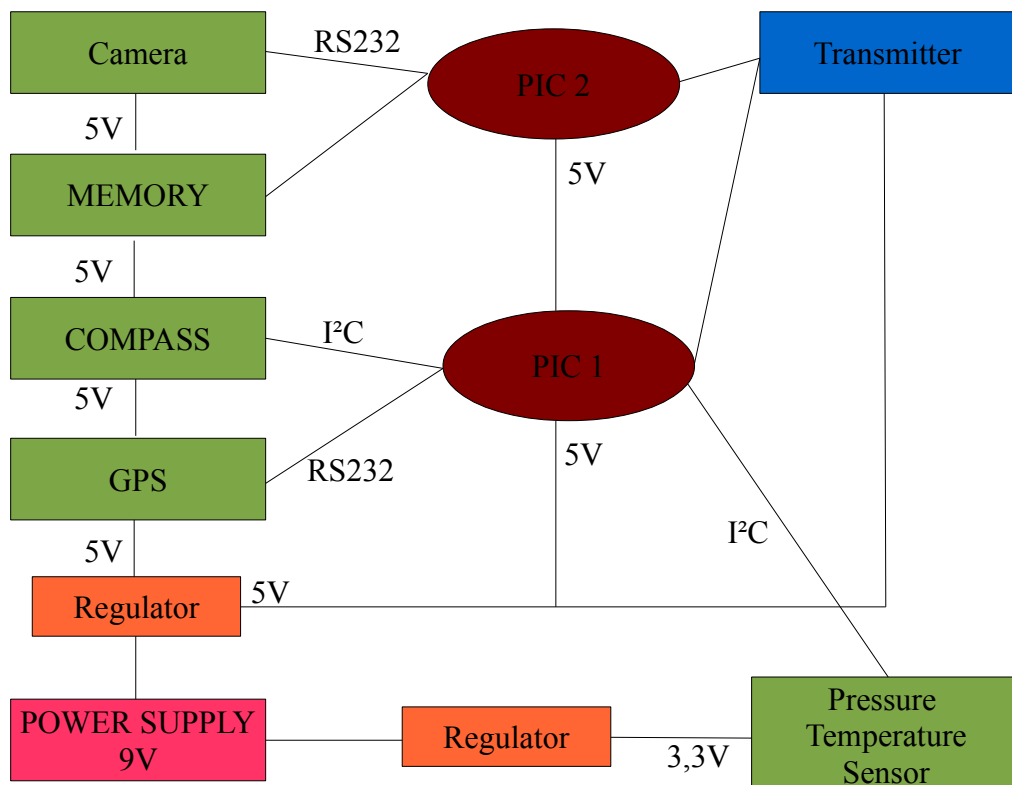 Camera
RS232
PIC 2
Transmitter
5V
5V
MEMORY
5V
COMPASS
I²C
PIC 1
5V
5V
GPS
RS232
I²C
5V
5V
Regulator
POWER SUPPLY
9V
Regulator
3,3V
Pressure
Temperature
Sensor